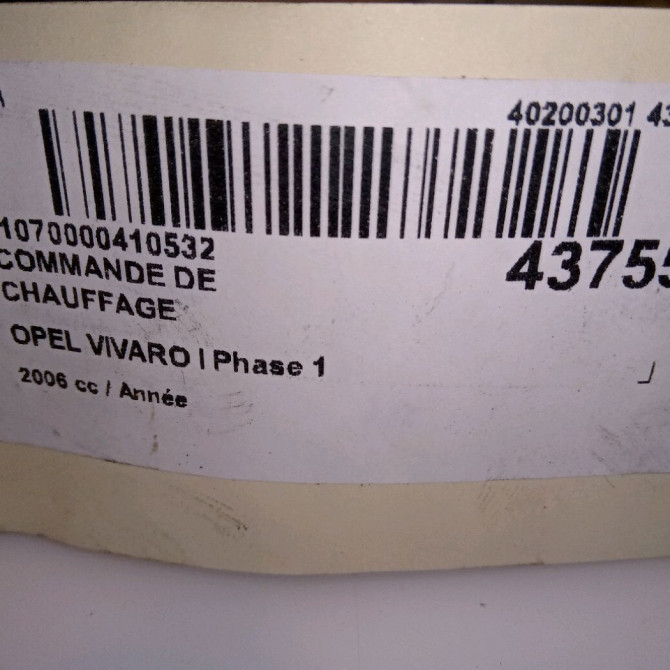 40200301 43
1070000410532
43755
COMMANDE DE
CHAUFFAGE
OPEL VIVARO I Phase 1
2006 cc / Année